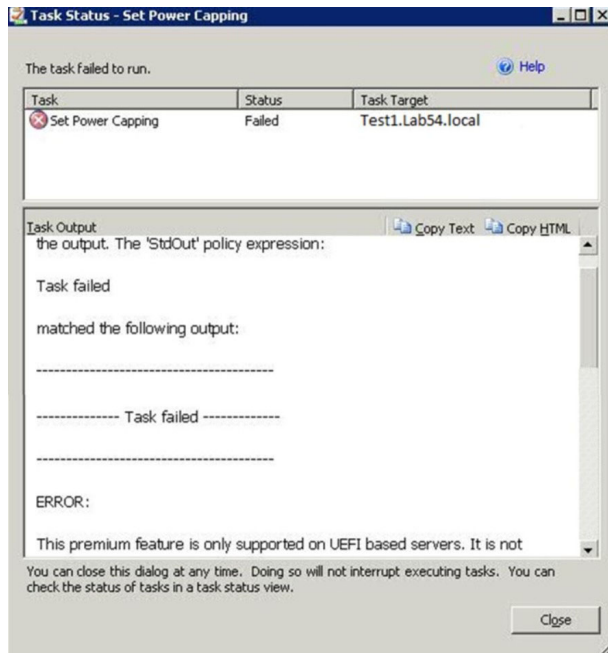 Task Status - Set Power Capping
The task failed to run.
Help
Task Status Task Target
Set Power Capping Failed Test1.Lab54.local
Task Output Copy Text Copy HTML
the output. The 'StdOut' policy expression:
Task failed
matched the following output:
----------------------------------------
-------------- Task failed -------------
----------------------------------------
ERROR:
This premium feature is only supported on UEFI based servers. It is not
You can close this dialog at any time. Doing so will not interrupt executing tasks. You can
check the status of tasks in a task status view.
Close